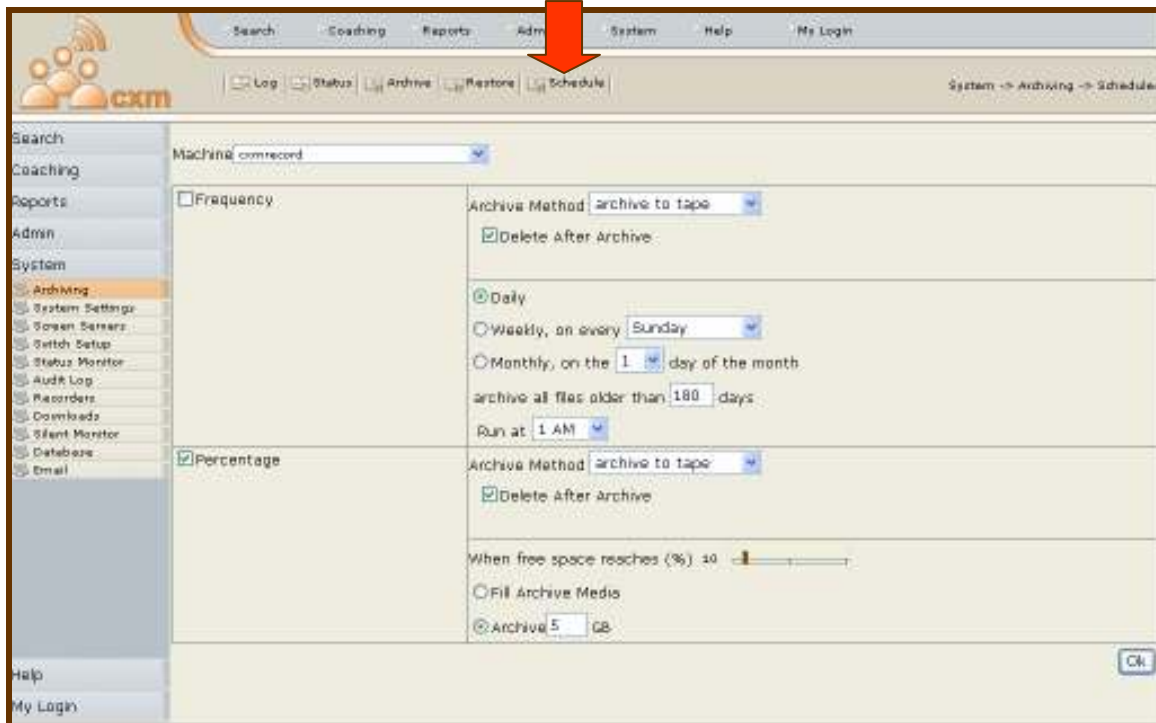 Search Coaching Reports Adm System Help My Login
cxm
Log Status Archive Restore Schedule
System -> Archiving -> Schedule
Search
Coaching
Reports
Admin
System
Archiving
System Settings
Screen Servers
Switch Setup
Status Monitor
Audit Log
Recorders
Downloads
Silent Monitor
Database
Email
Help
My Login
Machine cxmrecord
Frequency
Archive Method archive to tape
Delete After Archive
Daily
Weekly, on every Sunday
Monthly, on the 1 day of the month
archive all files older than 180 days
Run at 1 AM
Percentage
Archive Method archive to tape
Delete After Archive
When free space reaches (%) 10
Fill Archive Media
Archive 5 GB
Ok